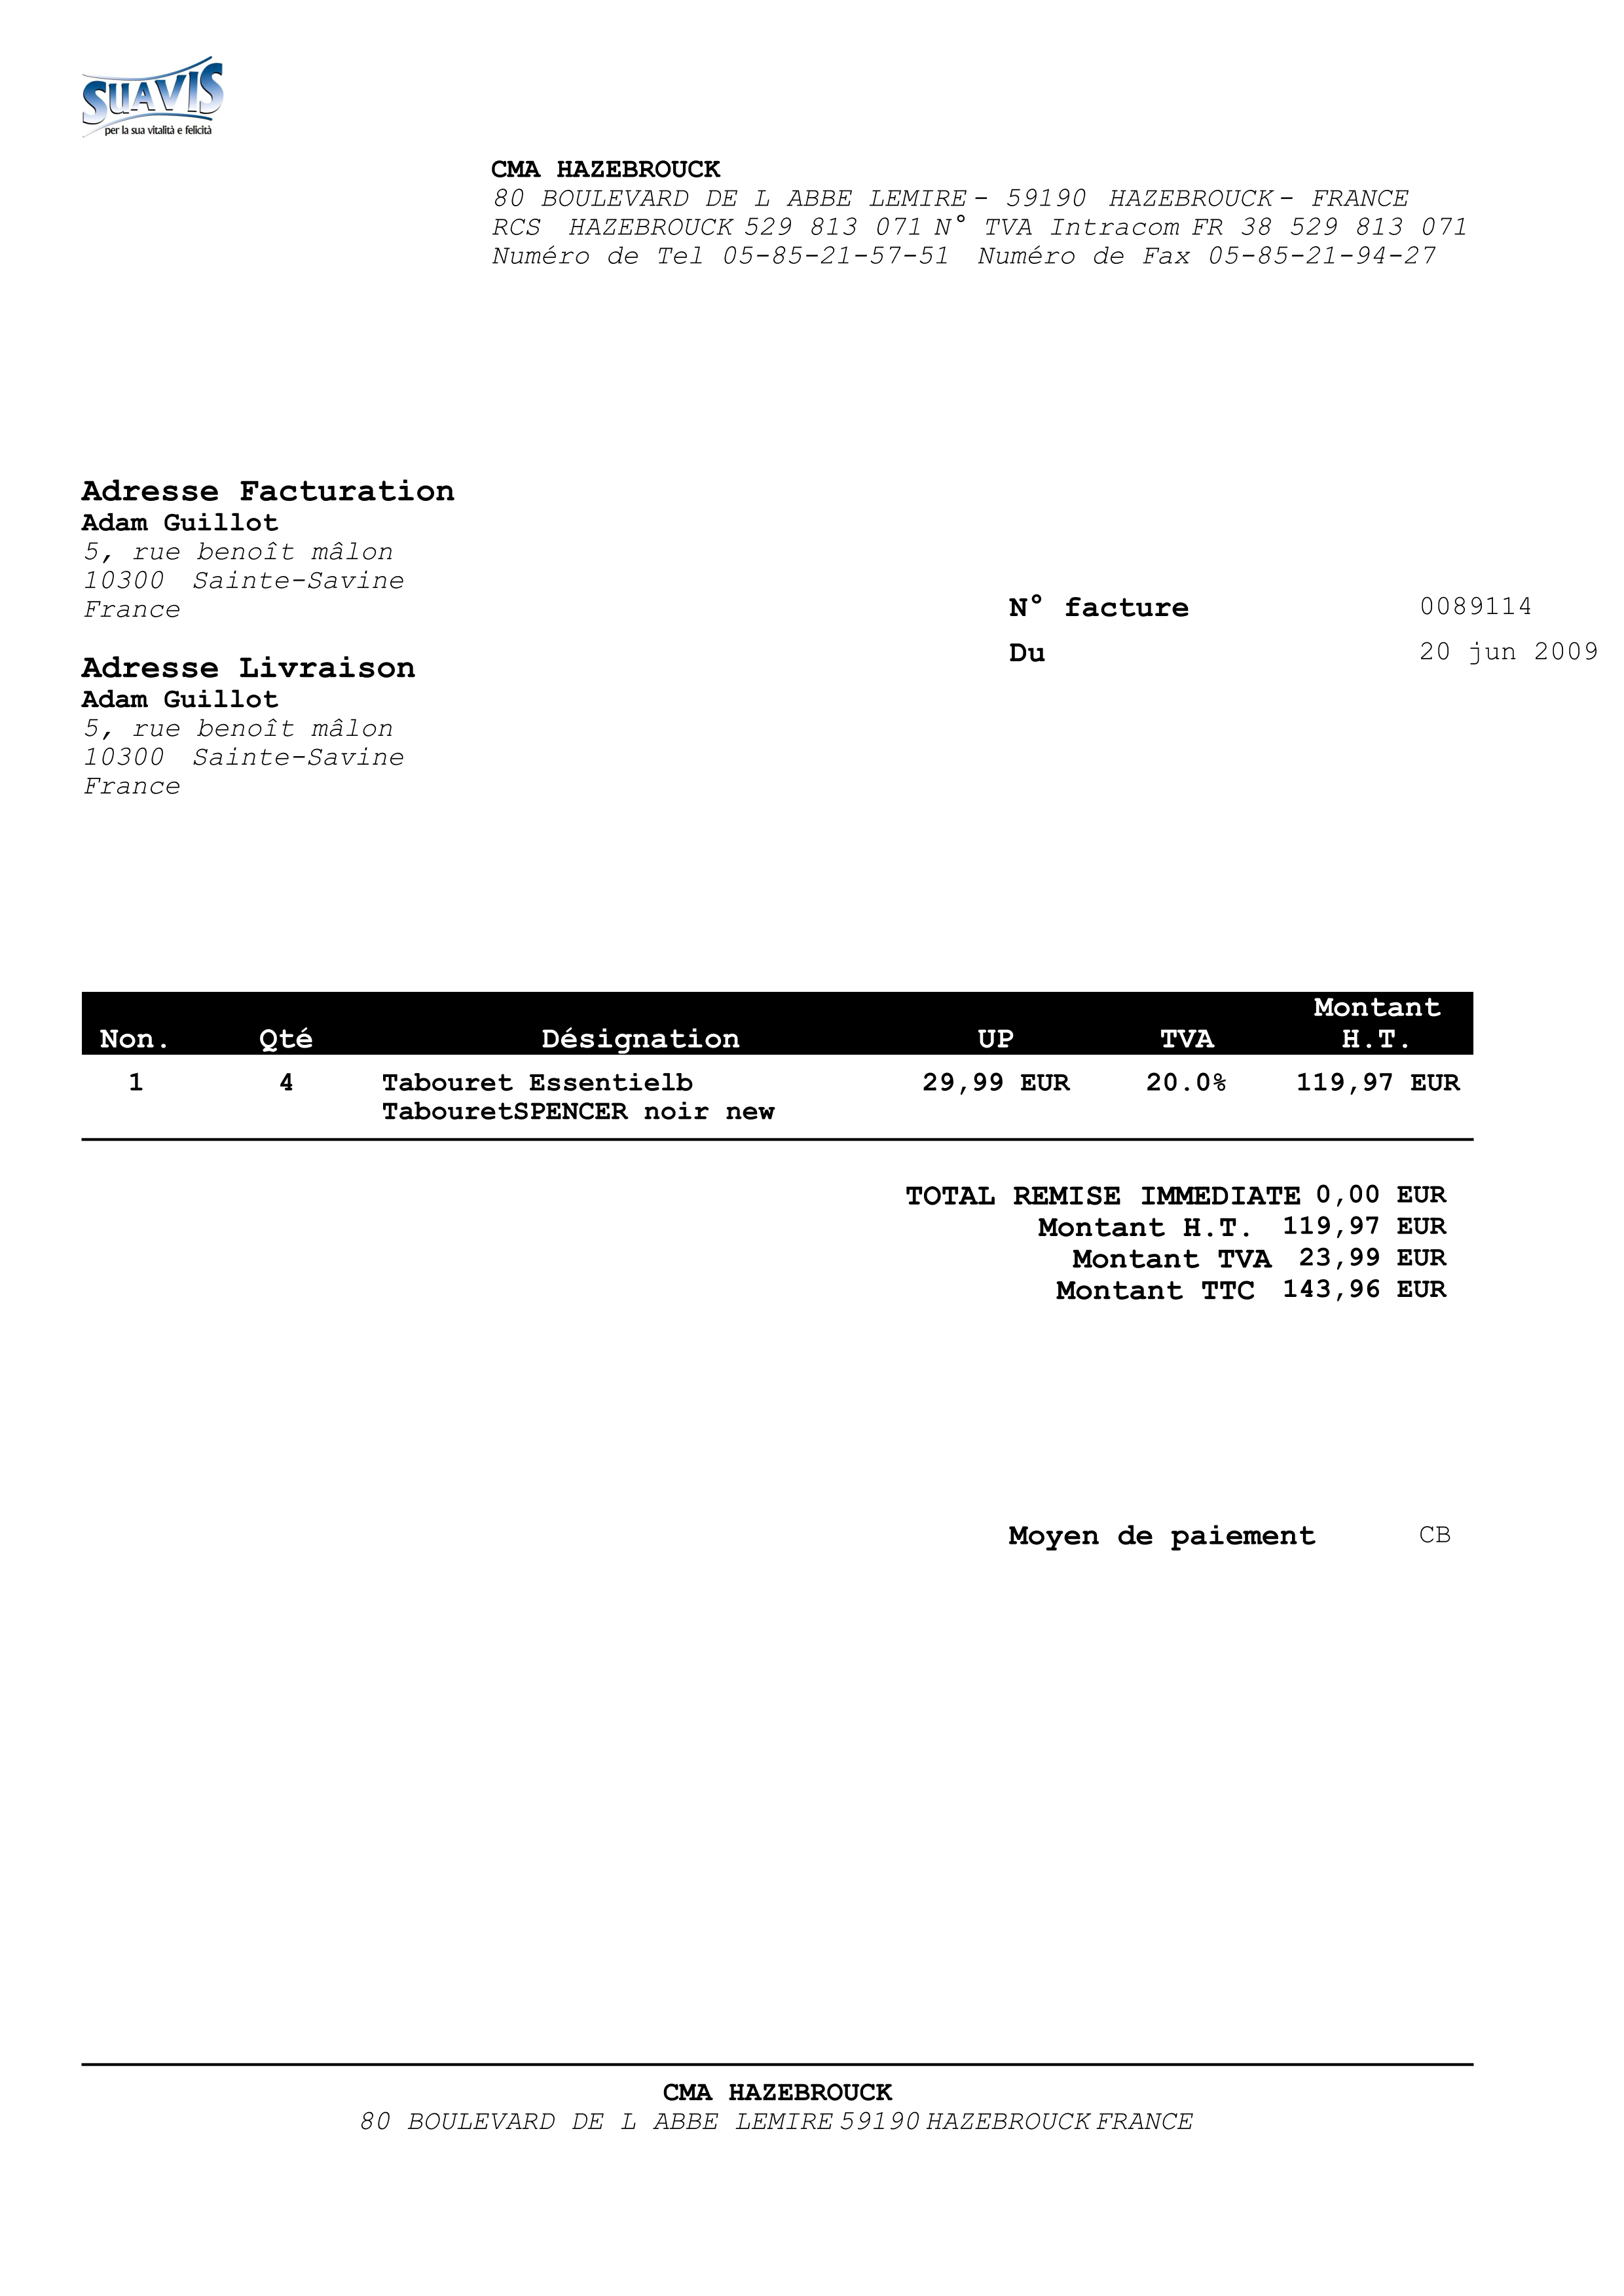 SUAVIS
per la sua vitalità e felicità
CMA HAZEBROUCK
80 BOULEVARD DE L ABBE LEMIRE - 59190 HAZEBROUCK - FRANCE
RCS HAZEBROUCK 529 813 071 N° TVA Intracom FR 38 529 813 071
Numéro de Tel 05-85-21-57-51 Numéro de Fax 05-85-21-94-27
Adresse Facturation
Adam Guillot
5, rue benoît mâlon
10300 Sainte-Savine
France
N° facture 0089114
Du 20 jun 2009
Adresse Livraison
Adam Guillot
5, rue benoît mâlon
10300 Sainte-Savine
France
Montant
Non. Qté Désignation UP TVA H.T.
1 4 Tabouret Essentielb 29,99 EUR 20.0% 119,97 EUR
TabouretSPENCER noir new
TOTAL REMISE IMMEDIATE 0,00 EUR
Montant H.T. 119,97 EUR
Montant TVA 23,99 EUR
Montant TTC 143,96 EUR
Moyen de paiement CB
CMA HAZEBROUCK
80 BOULEVARD DE L ABBE LEMIRE 59190 HAZEBROUCK FRANCE